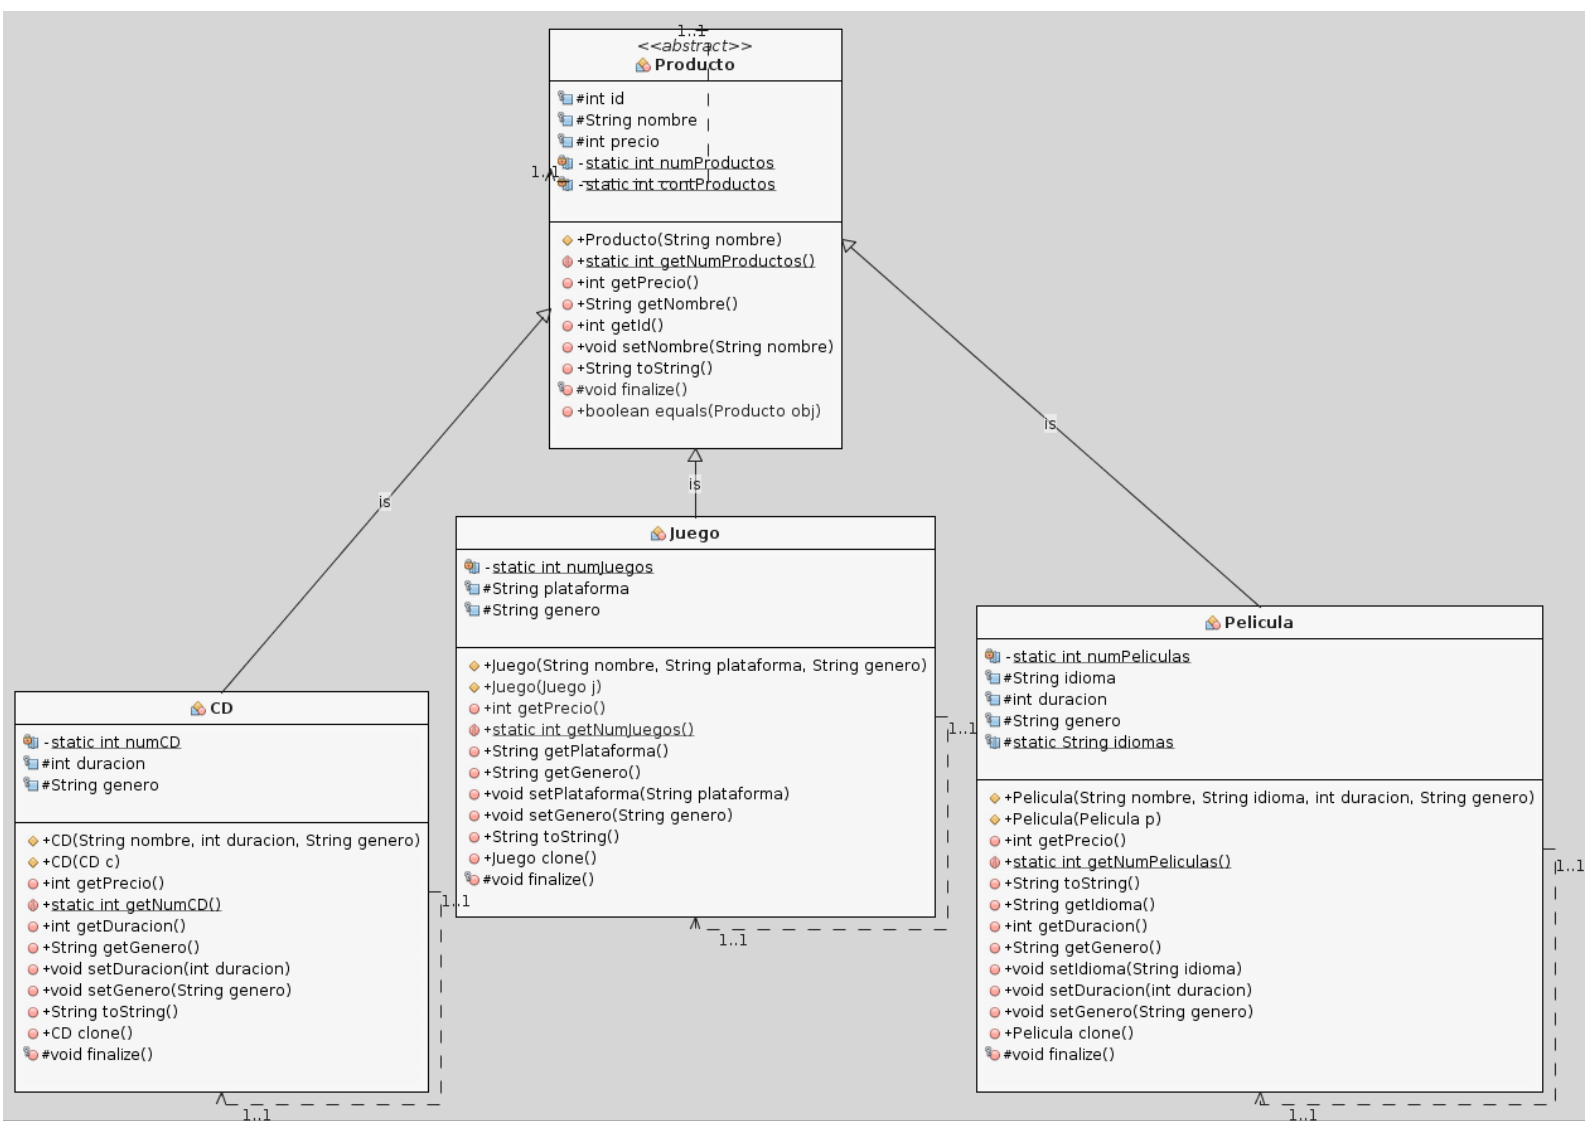 1..1
<<abstract>>
Producto
#int id
#String nombre
#int precio
-static int numProductos
1..1
-static int contProductos
+Producto(String nombre)
+static int getNumProductos()
+int getPrecio()
+String getNombre()
+int getId()
+void setNombre(String nombre)
+String toString()
#void finalize()
+boolean equals(Producto obj)
is
is
is
Juego
-static int numJuegos
#String plataforma
#String genero
+Juego(String nombre, String plataforma, String genero)
+Juego(Juego j)
+int getPrecio()
+static int getNumJuegos()
+String getPlataforma()
+String getGenero()
+void setPlataforma(String plataforma)
+void setGenero(String genero)
+String toString()
+Juego clone()
#void finalize()
1..1
1..1
Pelicula
-static int numPeliculas
#String idioma
#int duracion
#String genero
#static String idiomas
+Pelicula(String nombre, String idioma, int duracion, String genero)
+Pelicula(Pelicula p)
+int getPrecio()
+static int getNumPeliculas()
+String toString()
+String getIdioma()
+int getDuracion()
+String getGenero()
+void setIdioma(String idioma)
+void setDuracion(int duracion)
+void setGenero(String genero)
+Pelicula clone()
#void finalize()
1..1
1..1
CD
-static int numCD
#int duracion
#String genero
+CD(String nombre, int duracion, String genero)
+CD(CD c)
+int getPrecio()
+static int getNumCD()
+int getDuracion()
+String getGenero()
+void setDuracion(int duracion)
+void setGenero(String genero)
+String toString()
+CD clone()
#void finalize()
1..1
1..1